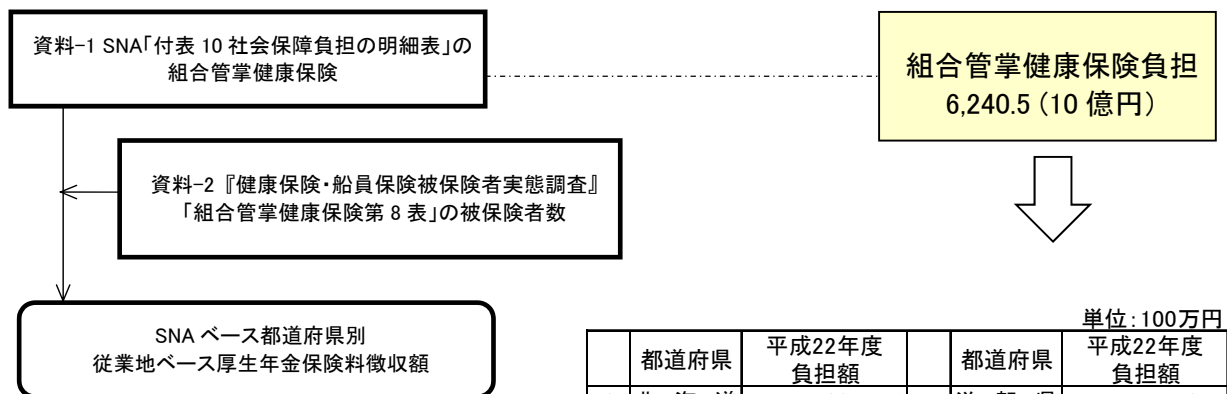 資料-1 SNA「付表 10 社会保障負担の明細表」の
組合管掌健康保険
組合管掌健康保険負担
6,240.5（10 億円）
資料-2 『健康保険・船員保険被保険者実態調査』
「組合管掌健康保険第 8 表」の被保険者数
SNA ベース都道府県別
従業地ベース厚生年金保険料徴収額
単位：100万円
都道府県 平成22年度 負担額 都道府県 平成22年度 負担額